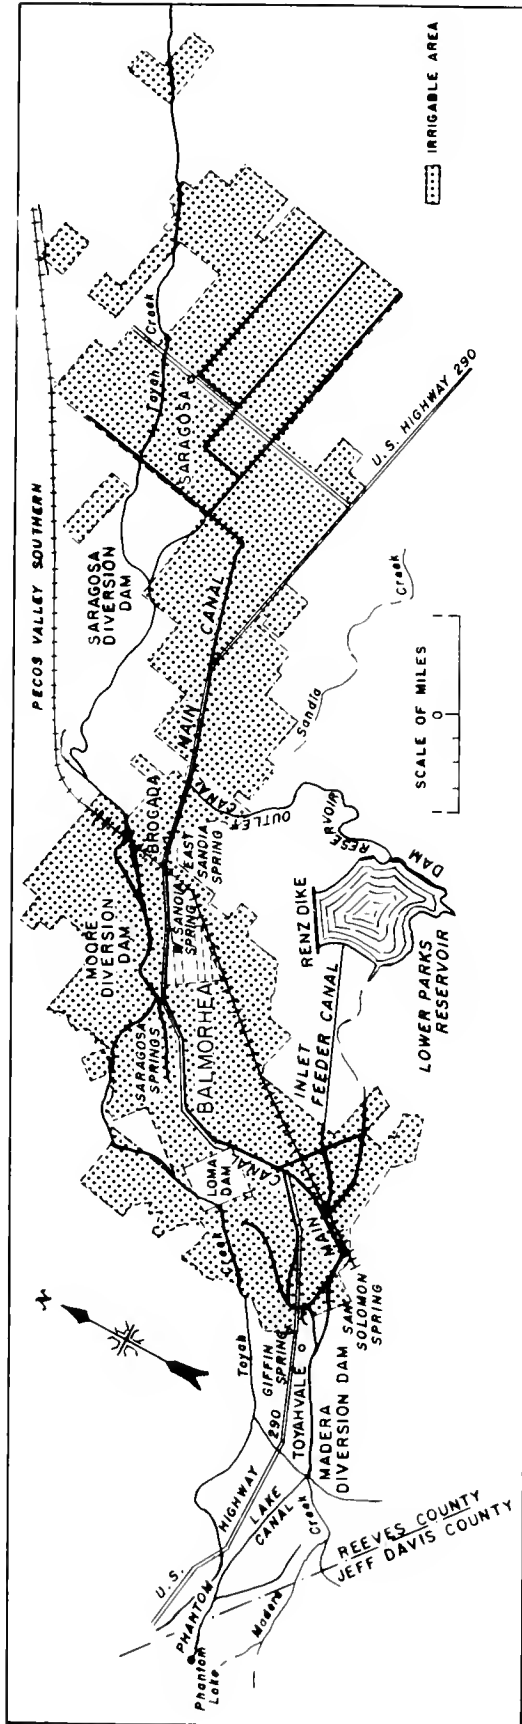 PECOS VALLEY SOUTHERN
IRRIGABLE AREA
Toyah Creek
SARAGOSA
U.S. HIGHWAY 290
SARAGOSA
DIVERSION
DAM
MAIN CANAL
Sandia Creek
SCALE OF MILES
0
BROGADA
OUTLET CANAL
RESERVOIR
DAM
MOORE
DIVERSION
DAM
W. SANDIA
SPRING
EAST
SANDIA
SPRING
RENZ DIKE
LOWER PARKS
RESERVOIR
SARAGOSA
SPRINGS
BALMORHEA
INLET
FEEDER CANAL
LOMA
DAM
MAIN CANAL
Toyah Creek
N
GIFFIN
SPRING
TOYAHVALE
SAN
SOLOMON
SPRING
MADERA
DIVERSION DAM
U.S. HIGHWAY 290
PHANTOM LAKE
CANAL
Madera Creek
Phantom
Lake
REEVES COUNTY
JEFF DAVIS COUNTY